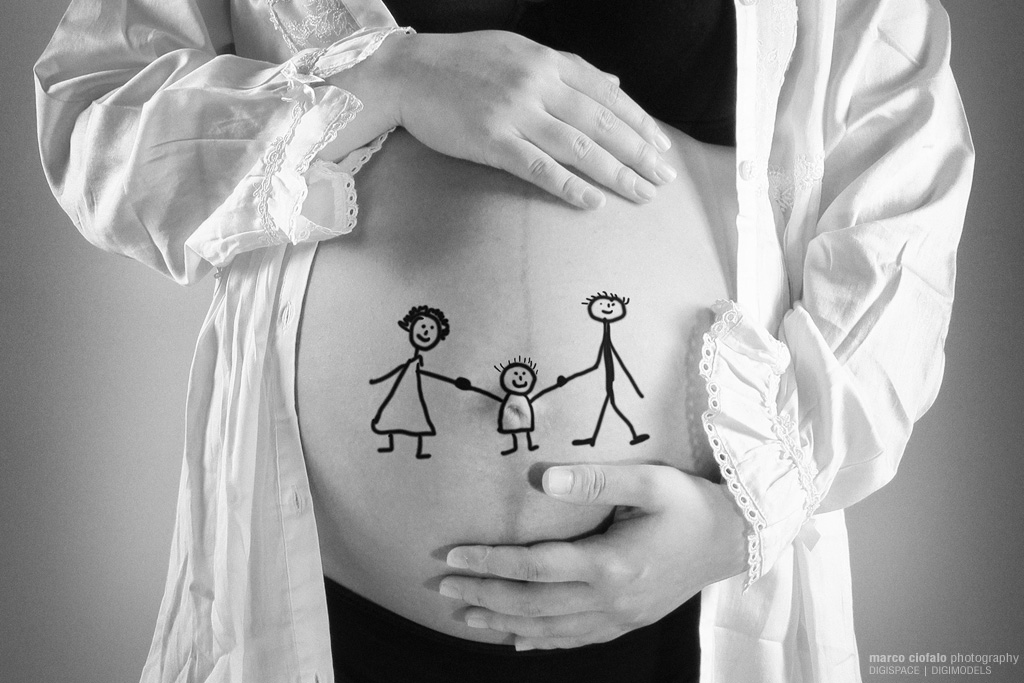 marco ciofalo photography
DIGISPACE | DIGIMODELS